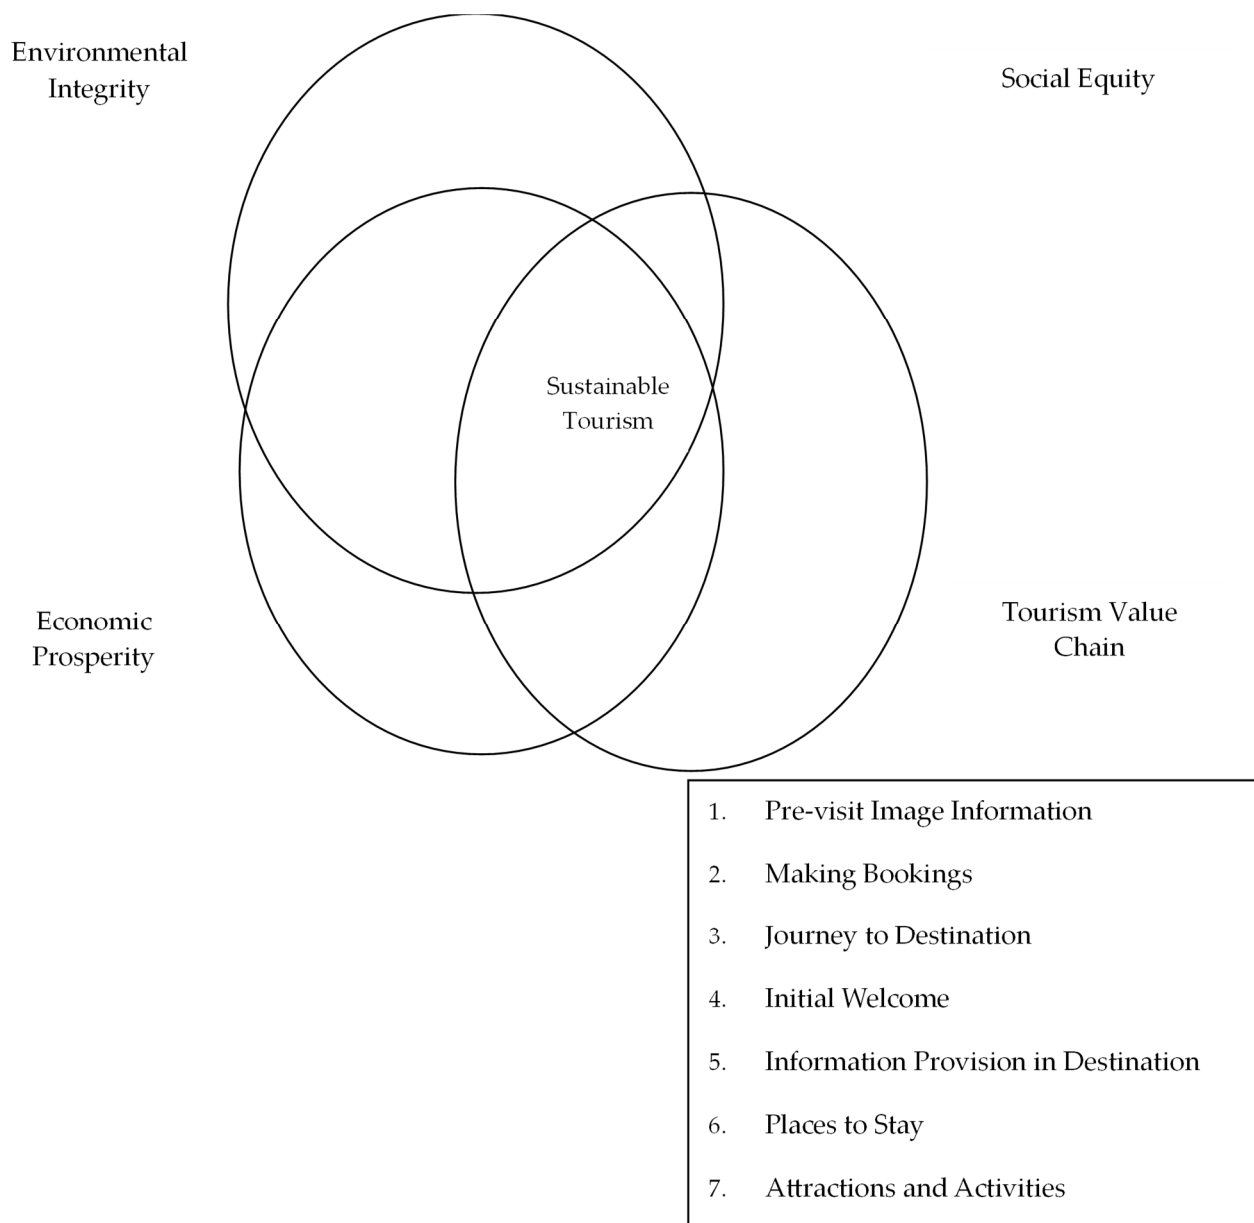 Environmental
Integrity
Social Equity
Sustainable
Tourism
Economic
Prosperity
Tourism Value
Chain
1. Pre-visit Image Information
2. Making Bookings
3. Journey to Destination
4. Initial Welcome
5. Information Provision in Destination
6. Places to Stay
7. Attractions and Activities